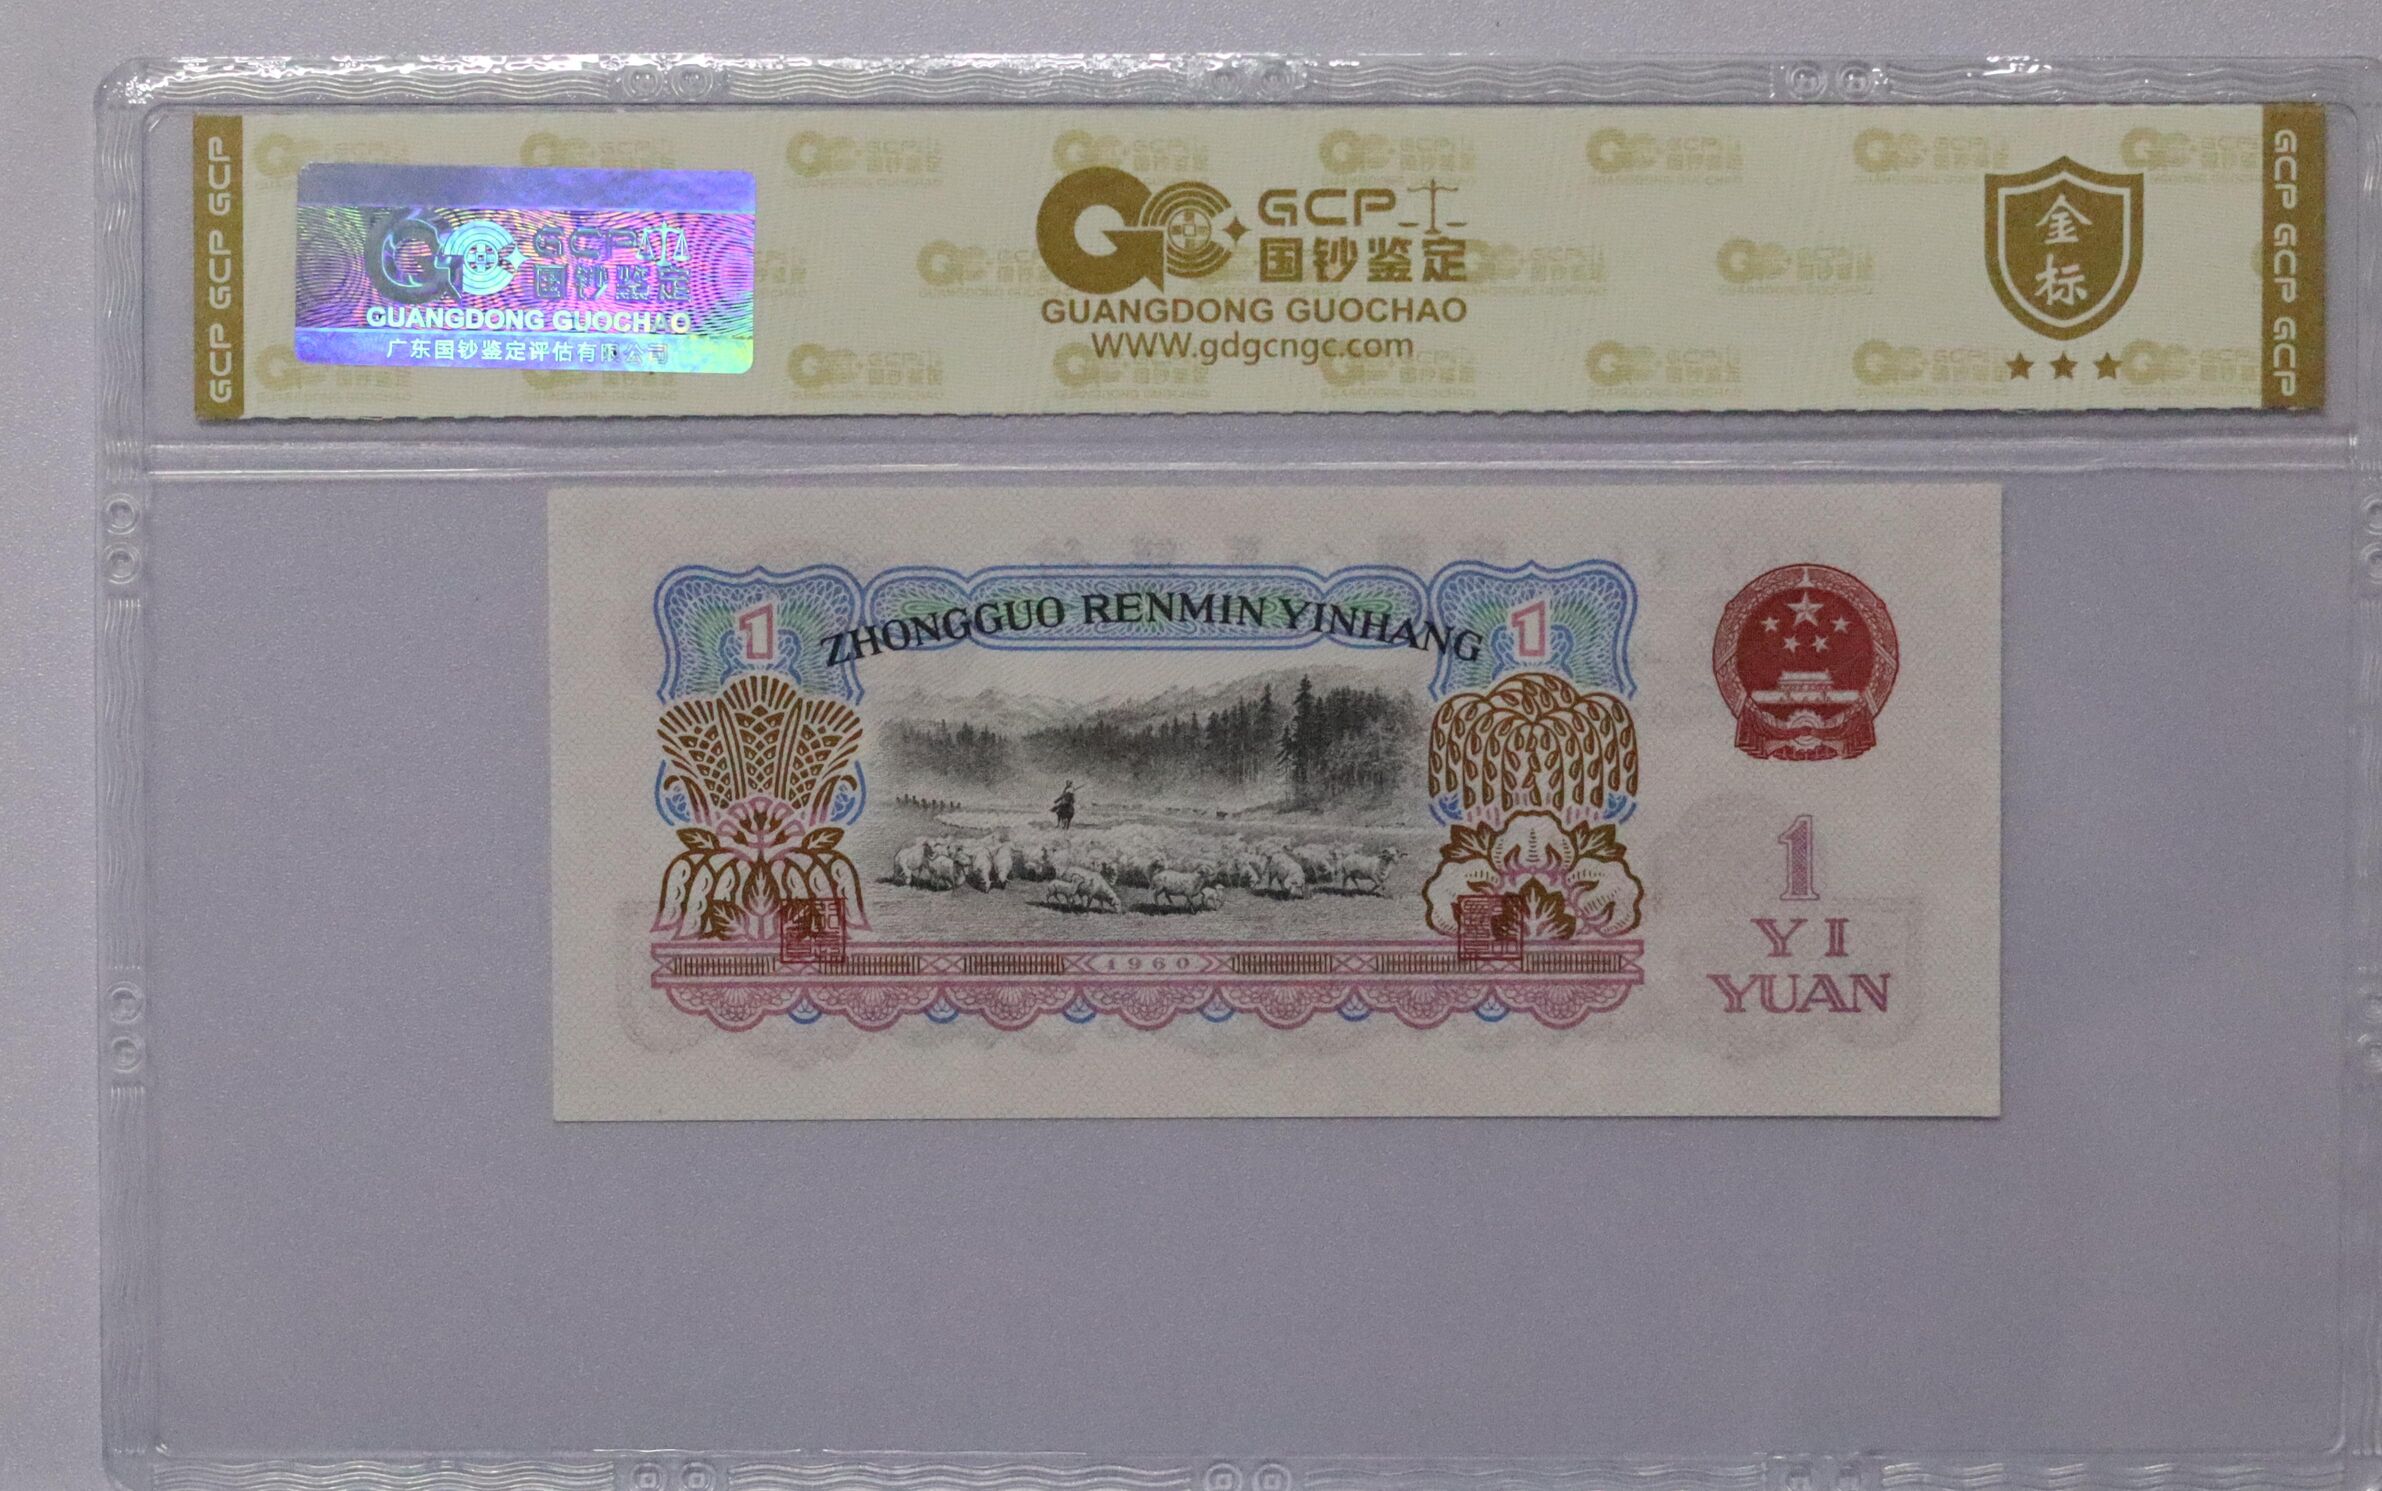 GCP GCP GCP
GCP
国钞鉴定
GUANGDONG GUOCHAO
广东国钞鉴定评估有限公司
GCP
国钞鉴定
GUANGDONG GUOCHAO
WWW.gdgcngc.com
金
标
GCP GCP GCP
ZHONGGUO RENMIN YINHANG
1
1
1960
1
YI
YUAN